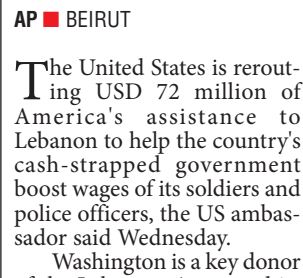 AP ■ BEIRUT
The United States is rerout-
ing USD 72 million of
America's assistance to
Lebanon to help the country's
cash-strapped government
boost wages of its soldiers and
police officers, the US ambas-
sador said Wednesday.
Washington is a key donor